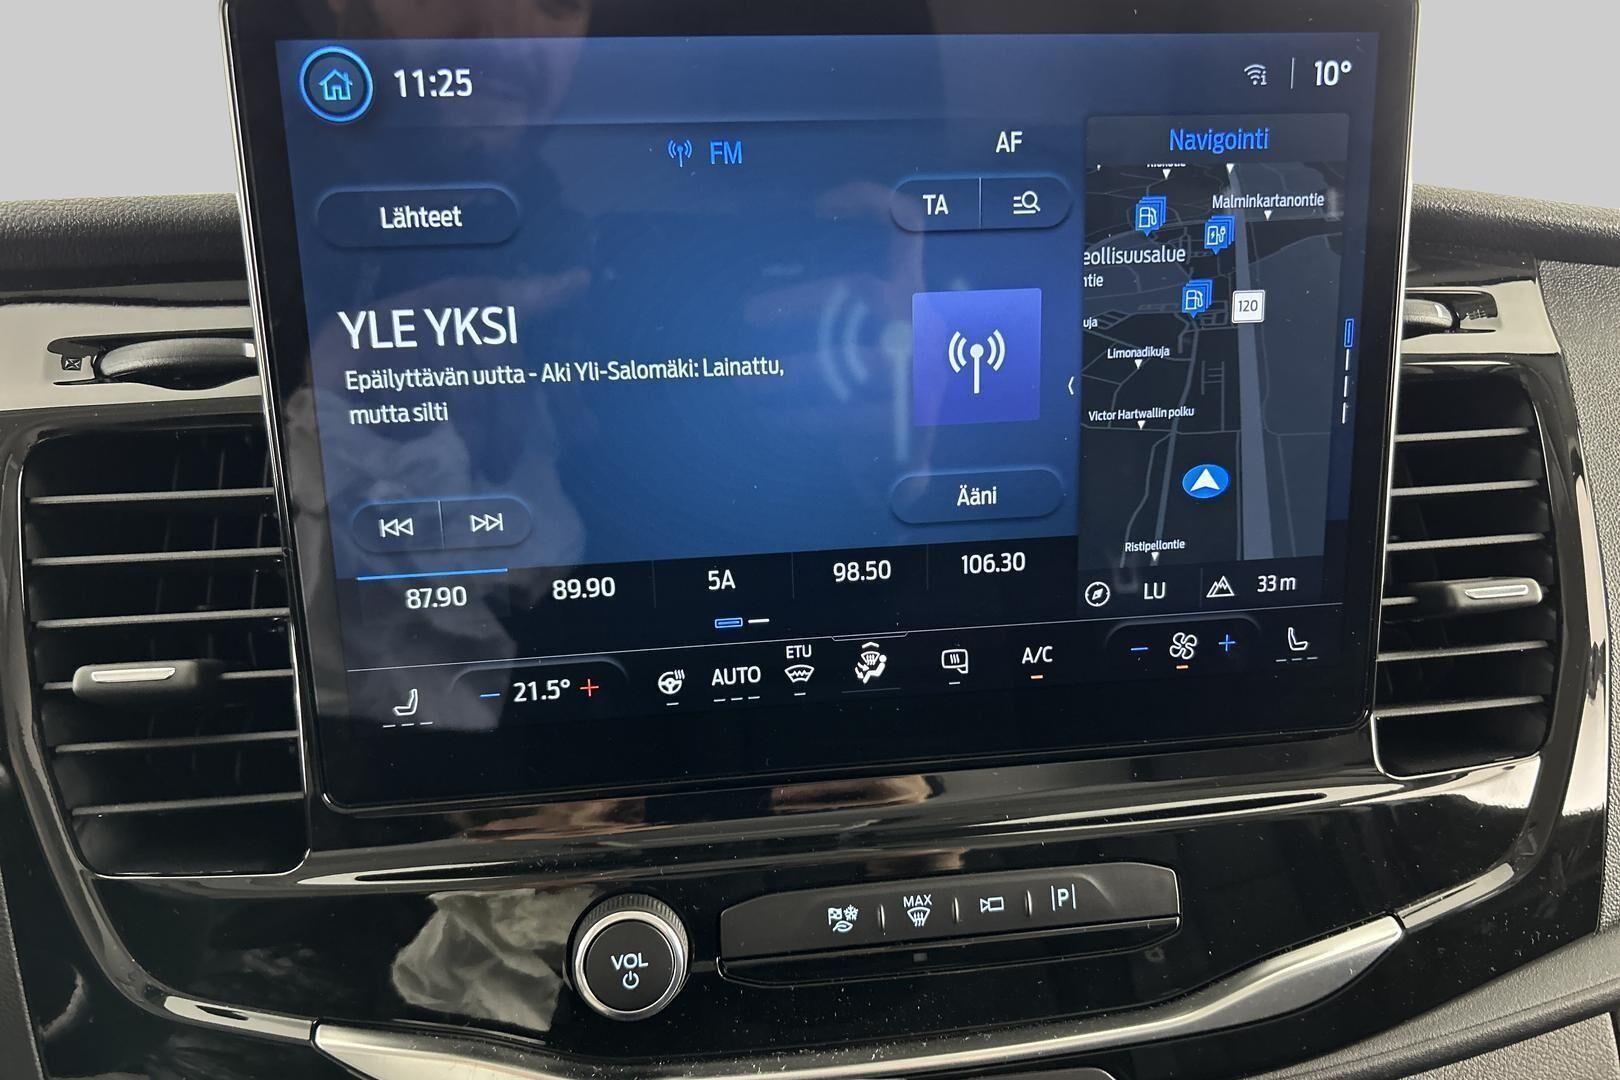 11:25
10°
FM
AF
Navigointi
Lähteet
TA
Malminkartanontie
eollisuusalue
ntie
120
uja
YLE YKSI
Epäilyttävän uutta - Aki Yli-Salomäki: Lainattu,
mutta silti
Limonadikuja
Victor Hartwallin polku
Ääni
Ristipellontie
87.90
89.90
5A
98.50
106.30
LU
33 m
21.5°
AUTO
ETU
A/C
VOL
MAX
P